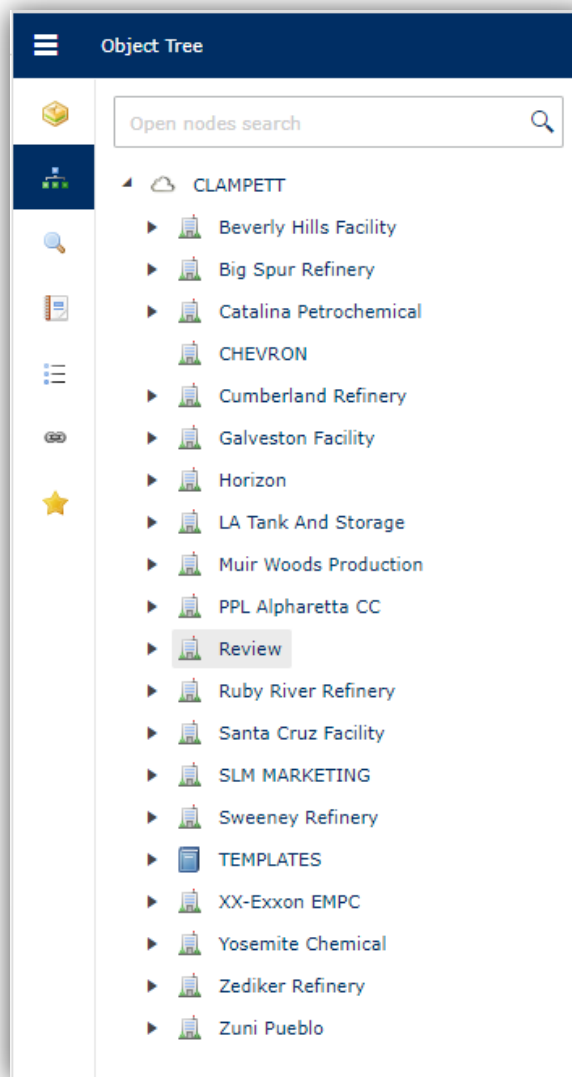 Object Tree
Open nodes search
CLAMPETT
Beverly Hills Facility
Big Spur Refinery
Catalina Petrochemical
CHEVRON
Cumberland Refinery
Galveston Facility
Horizon
LA Tank And Storage
Muir Woods Production
PPL Alpharetta CC
Review
Ruby River Refinery
Santa Cruz Facility
SLM MARKETING
Sweeney Refinery
TEMPLATES
XX-Exxon EMPC
Yosemite Chemical
Zediker Refinery
Zuni Pueblo